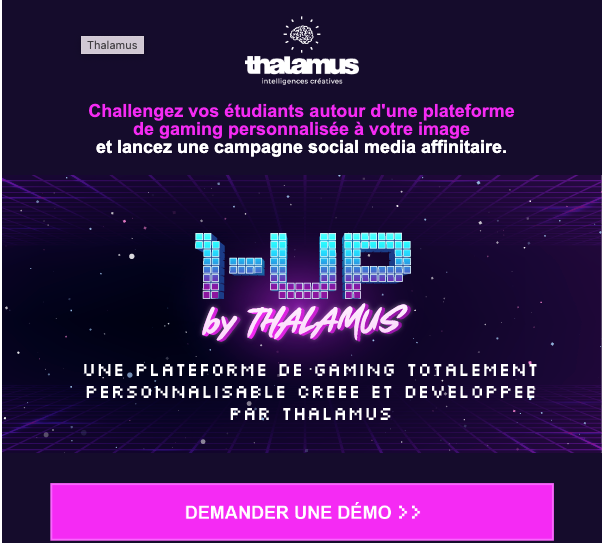 Thalamus
thalamus
intelligences créatives
Challengez vos étudiants autour d'une plateforme
de gaming personnalisée à votre image
et lancez une campagne social media affinitaire.
1-UP
by THALAMUS
UNE PLATEFORME DE GAMING TOTALEMENT
PERSONNALISABLE CREEE ET DEVELOPPEE
PAR THALAMUS
DEMANDER UNE DÉMO >>